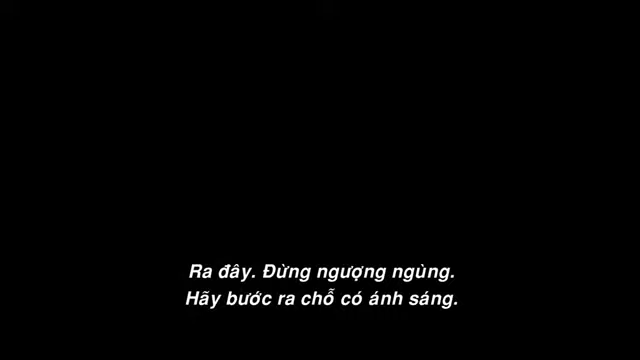 Ra đây. Đừng ngượng ngùng.
Hãy bước ra chỗ có ánh sáng.